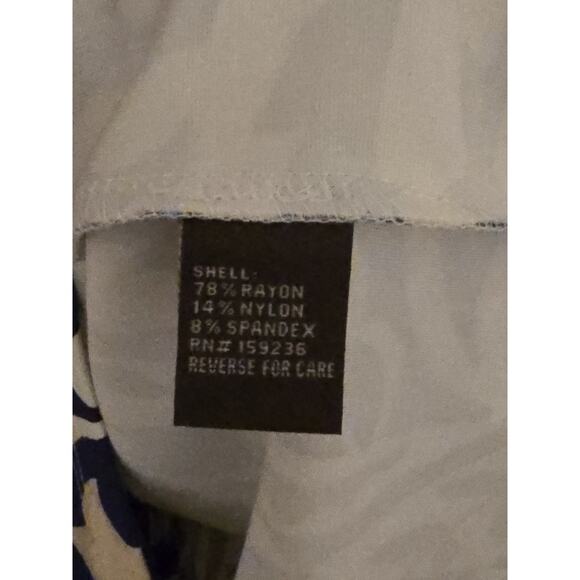 SHELL:
78% RAYON
14% NYLON
8% SPANDEX
RN# 159236
REVERSE FOR CARE